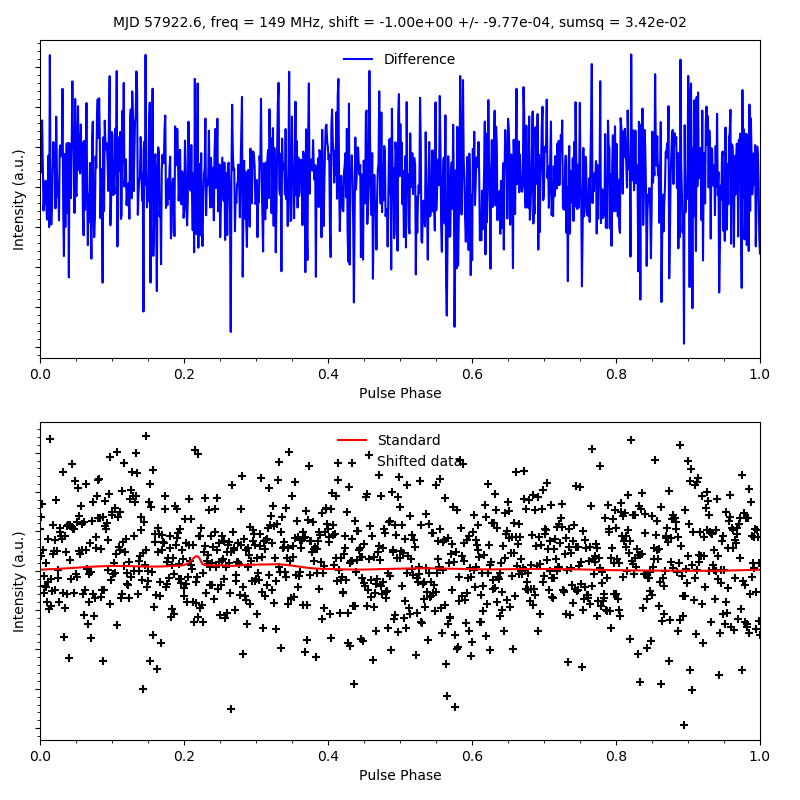 MJD 57922.6, freq = 149 MHz, shift = -1.00e+00 +/- -9.77e-04, sumsq = 3.42e-02
Difference
Intensity (a.u.)
0.0 0.2 0.4 0.6 0.8 1.0
Pulse Phase
Standard
Shifted data
Intensity (a.u.)
0.0 0.2 0.4 0.6 0.8 1.0
Pulse Phase